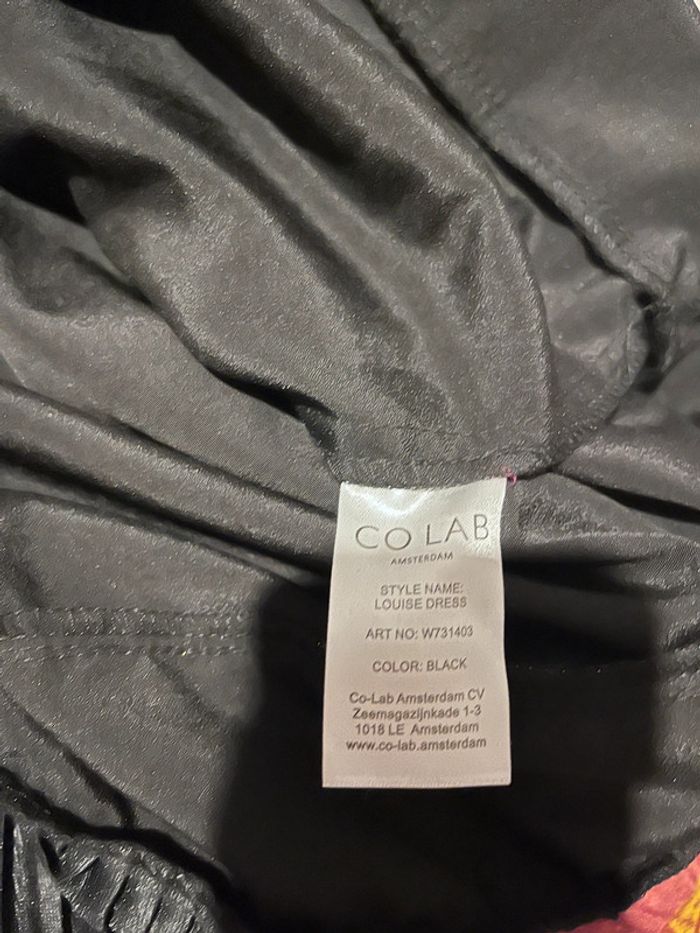 CO LAB
AMSTERDAM
STYLE NAME:
LOUISE DRESS
ART NO: W731403
COLOR: BLACK
Co-Lab Amsterdam CV
Zeemagazijnkade 1-3
1018 LE Amsterdam
www.co-lab.amsterdam